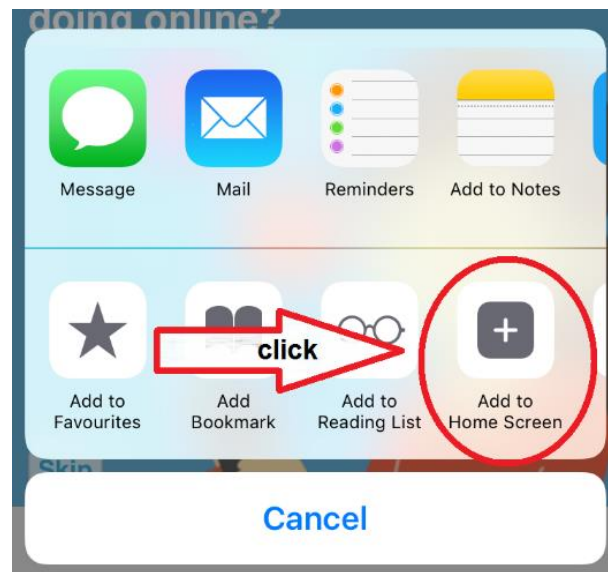 doing online?
Message Mail Reminders Add to Notes
click
Add to Add Add to Add to
Favourites Bookmark Reading List Home Screen
Skip
Cancel